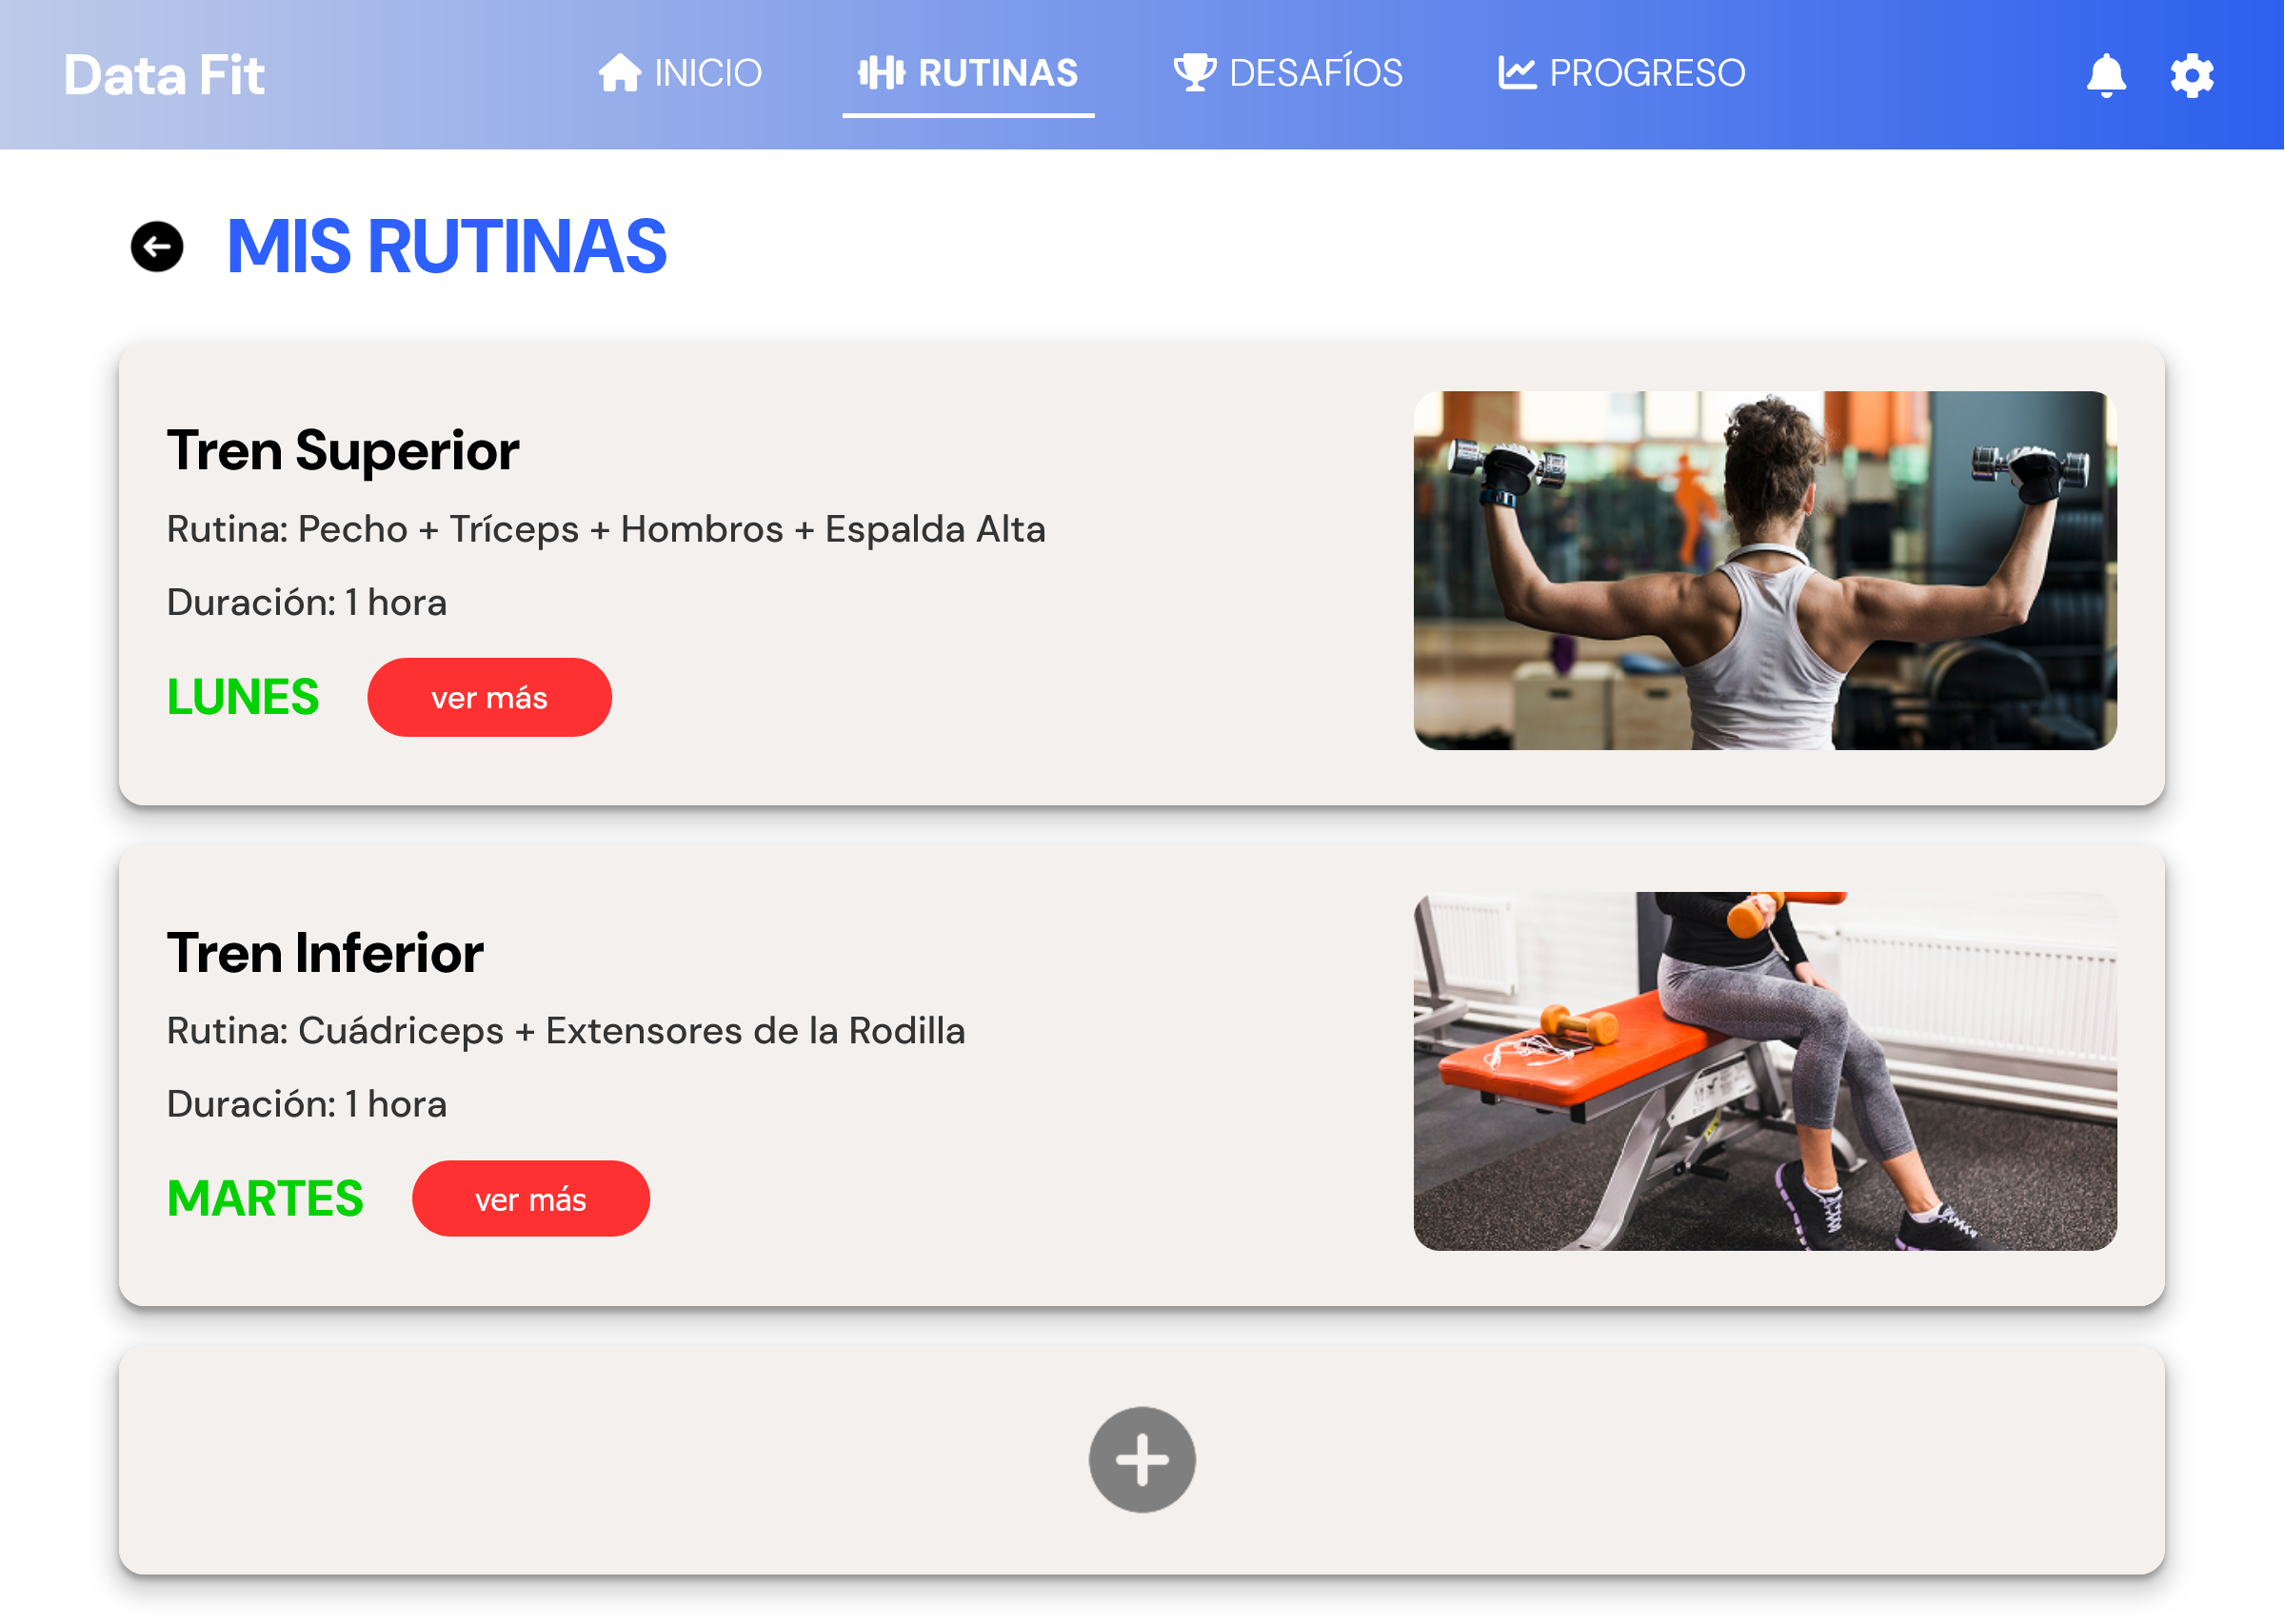 Data Fit
INICIO
RUTINAS
DESAFÍOS
PROGRESO
MIS RUTINAS
Tren Superior
Rutina: Pecho + Tríceps + Hombros + Espalda Alta
Duración: 1 hora
LUNES
ver más
Tren Inferior
Rutina: Cuádriceps + Extensores de la Rodilla
Duración: 1 hora
MARTES
ver más